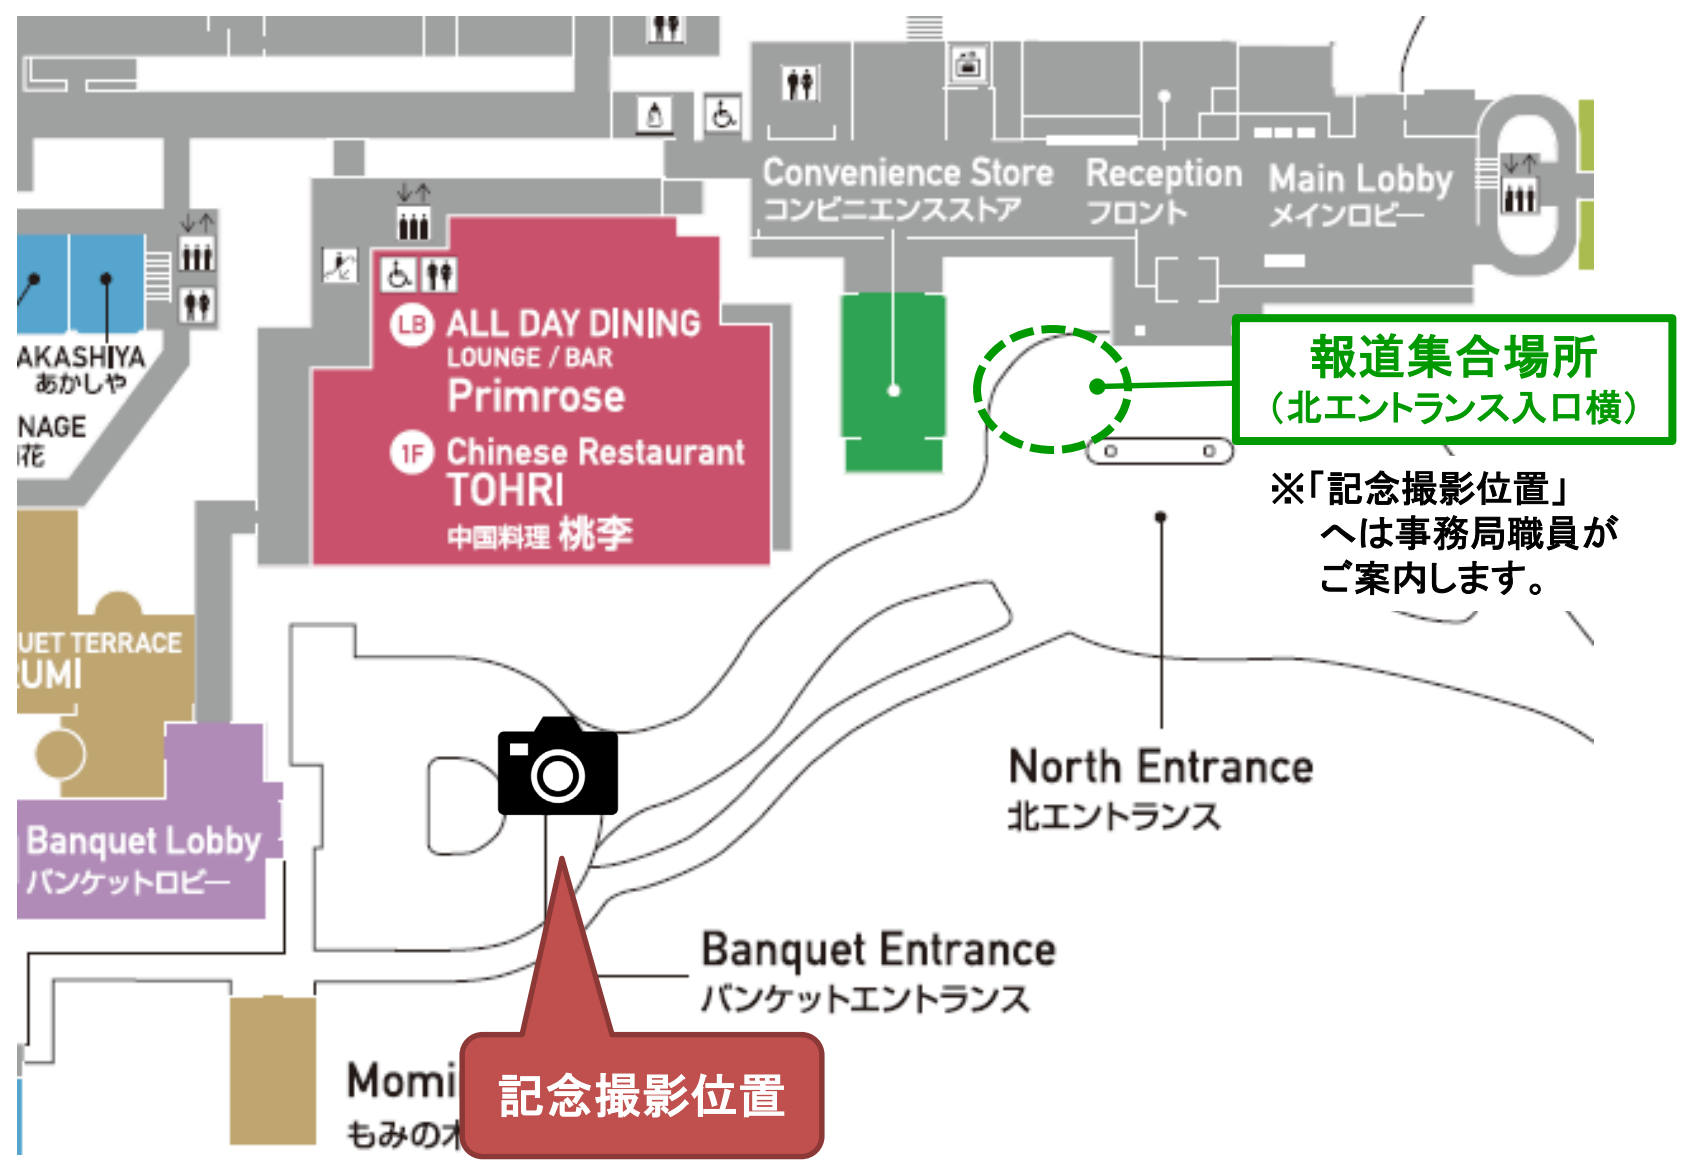 Convenience Store
コンビニエンスストア
Reception
フロント
Main Lobby
メインロビー
LB ALL DAY DINING
LOUNGE / BAR
Primrose
1F Chinese Restaurant
TOHRI
中国料理 桃李
AKASHIYA
あかしや
NAGE
花
報道集合場所
（北エントランス入口横）
※「記念撮影位置」
へは事務局職員が
ご案内します。
UET TERRACE
UMI
North Entrance
北エントランス
Banquet Lobby
バンケットロビー
Banquet Entrance
バンケットエントランス
Momi
もみの
記念撮影位置